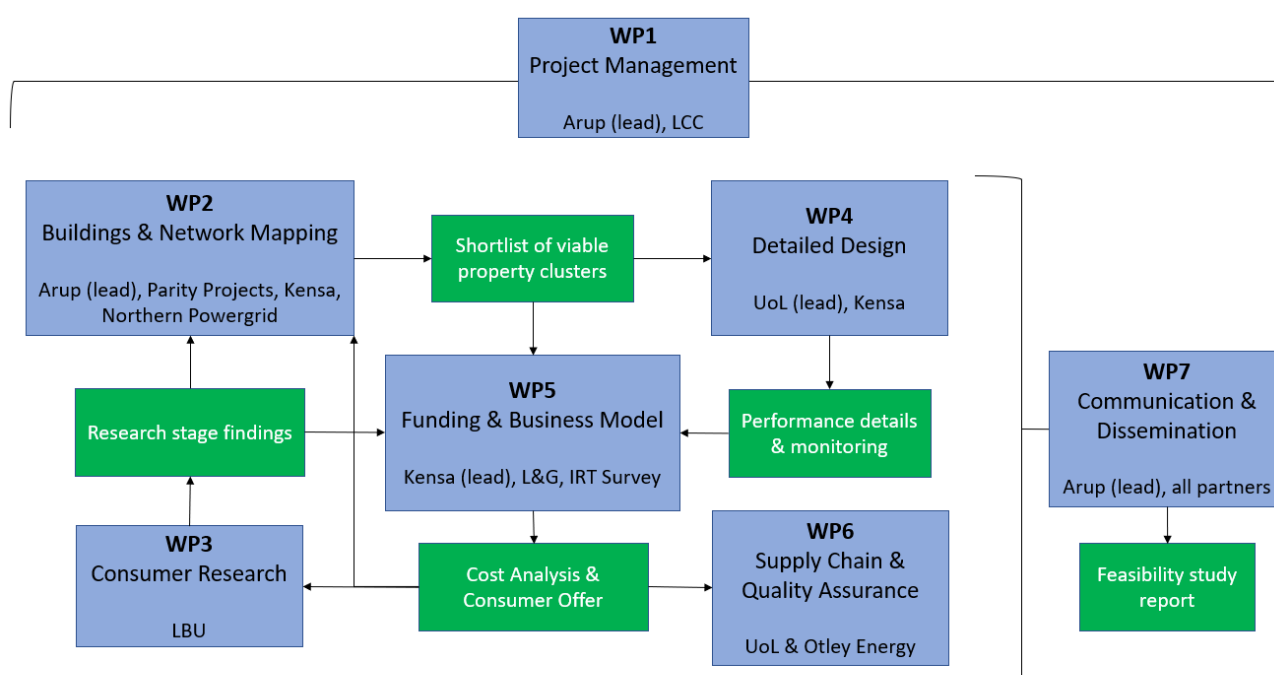 WP1
Project Management
Arup (lead), LCC
WP2
Buildings & Network Mapping
Arup (lead), Parity Projects, Kensa,
Northern Powergrid
Shortlist of viable
property clusters
WP4
Detailed Design
UoL (lead), Kensa
Research stage findings
WP5
Funding & Business Model
Kensa (lead), L&G, IRT Survey
Performance details
& monitoring
WP7
Communication &
Dissemination
Arup (lead), all partners
WP3
Consumer Research
LBU
Cost Analysis &
Consumer Offer
WP6
Supply Chain &
Quality Assurance
UoL & Otley Energy
Feasibility study
report